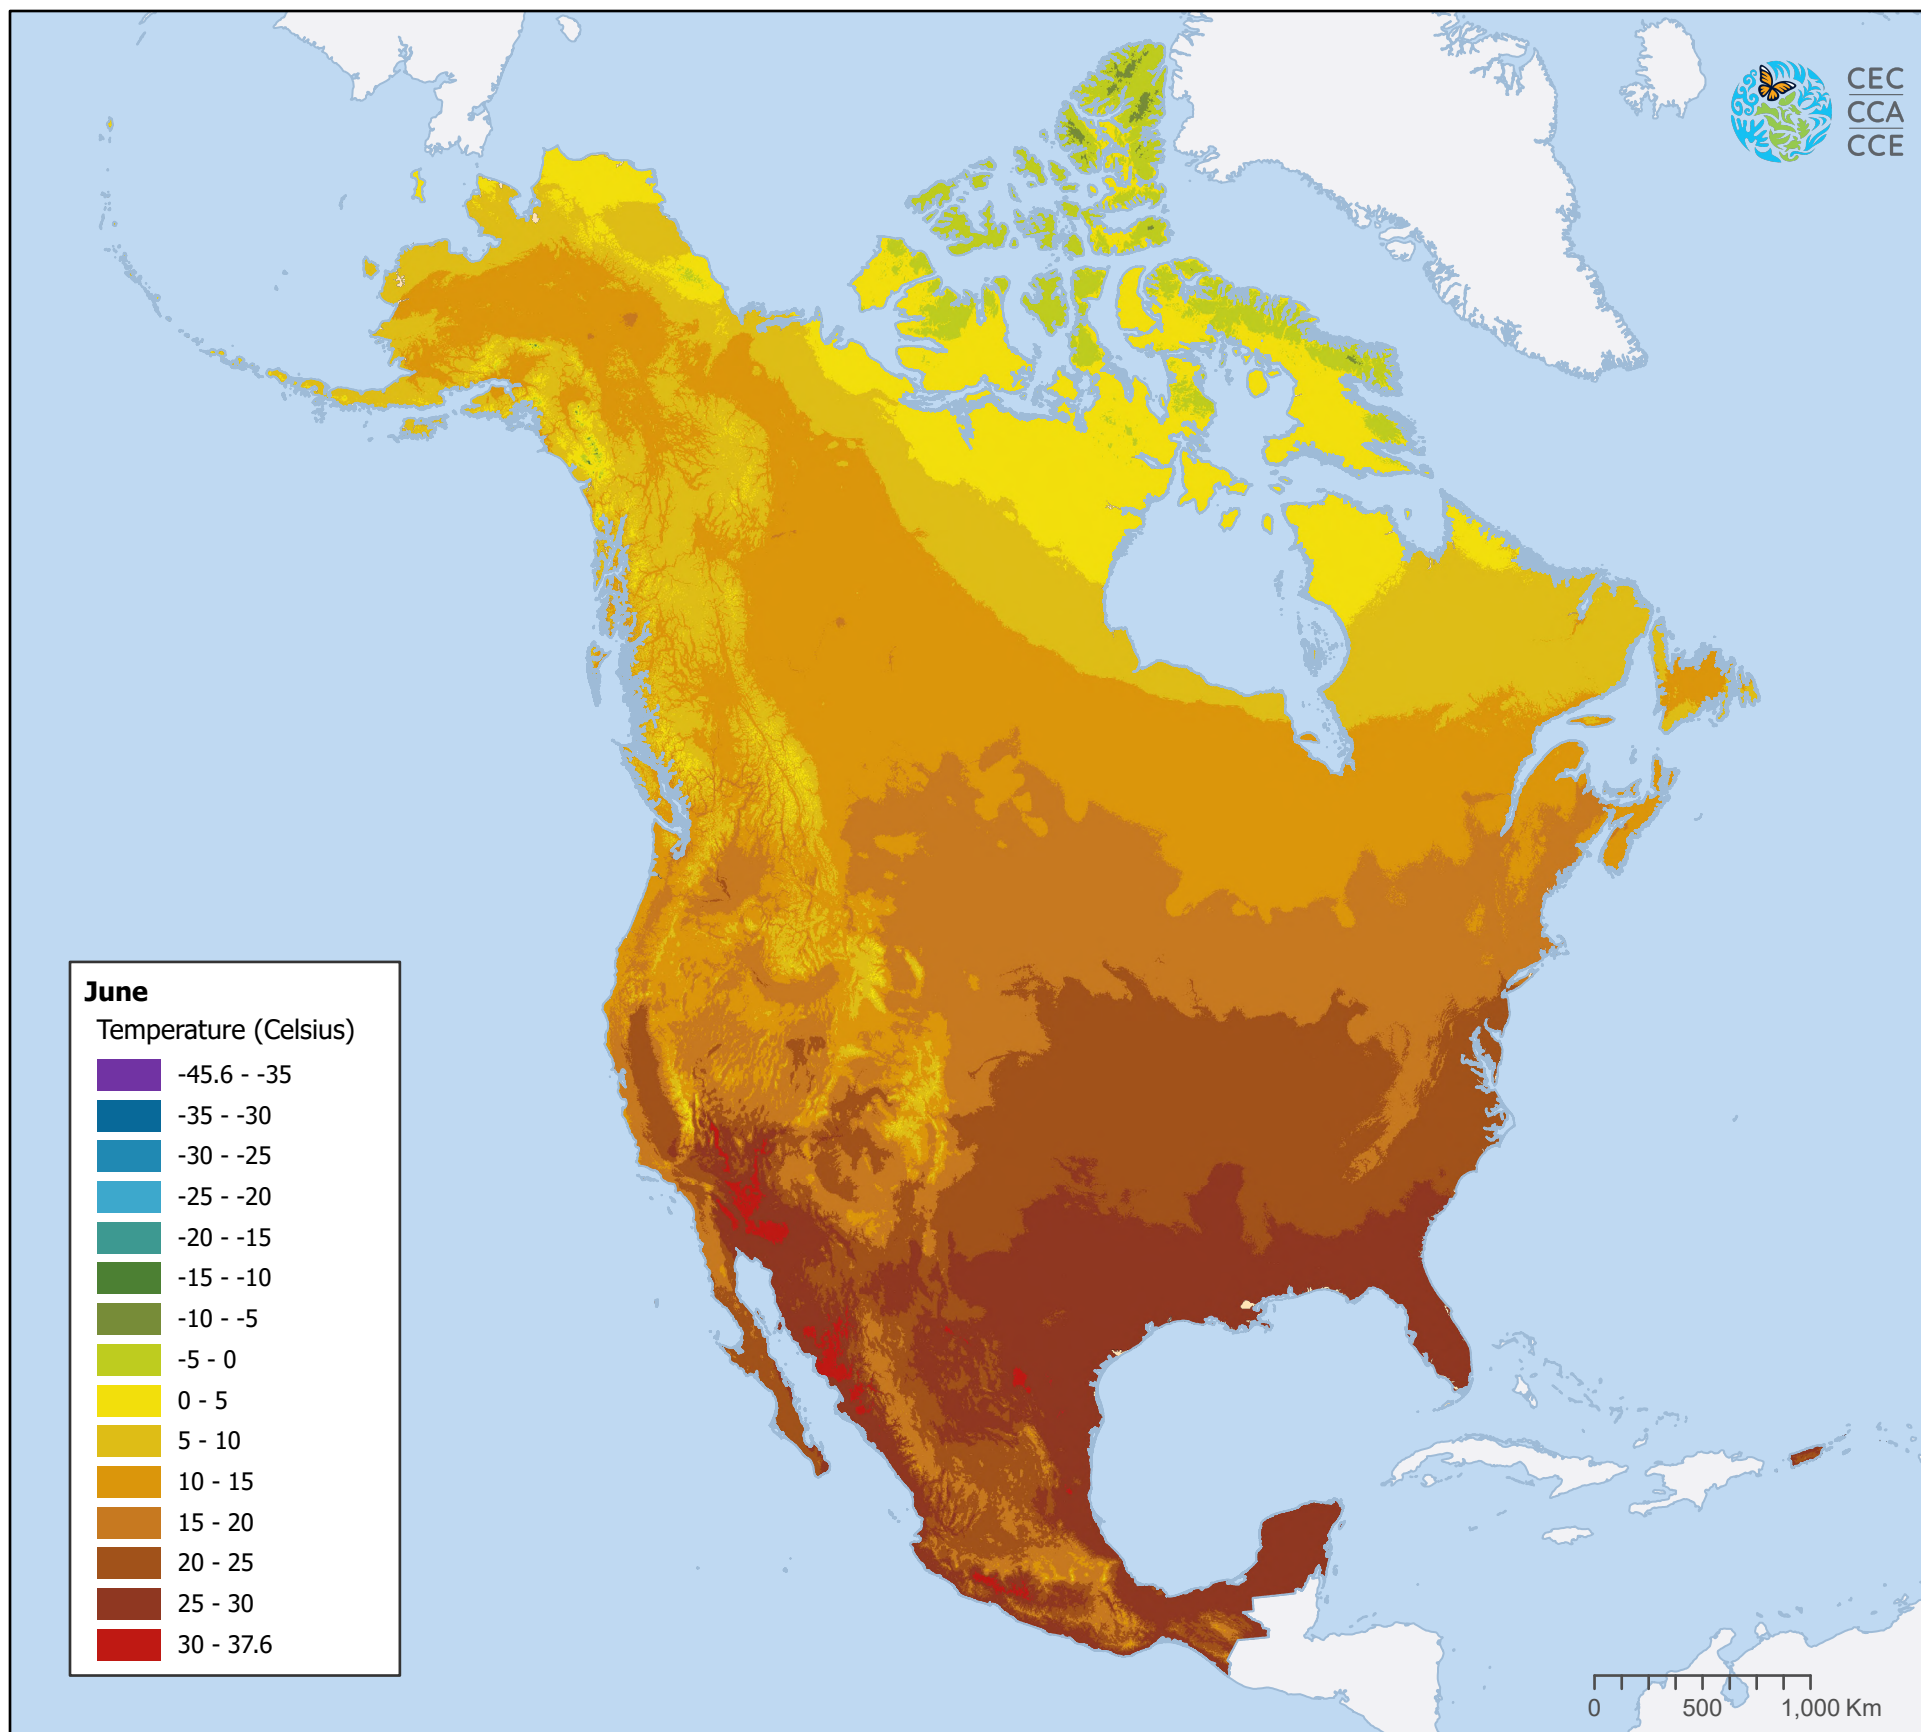 CEC
CCA
CCE
June
Temperature (Celsius)
-45.6 - -35
-35 - -30
-30 - -25
-25 - -20
-20 - -15
-15 - -10
-10 - -5
-5 - 0
0 - 5
5 - 10
10 - 15
15 - 20
20 - 25
25 - 30
30 - 37.6
0 500 1,000 Km